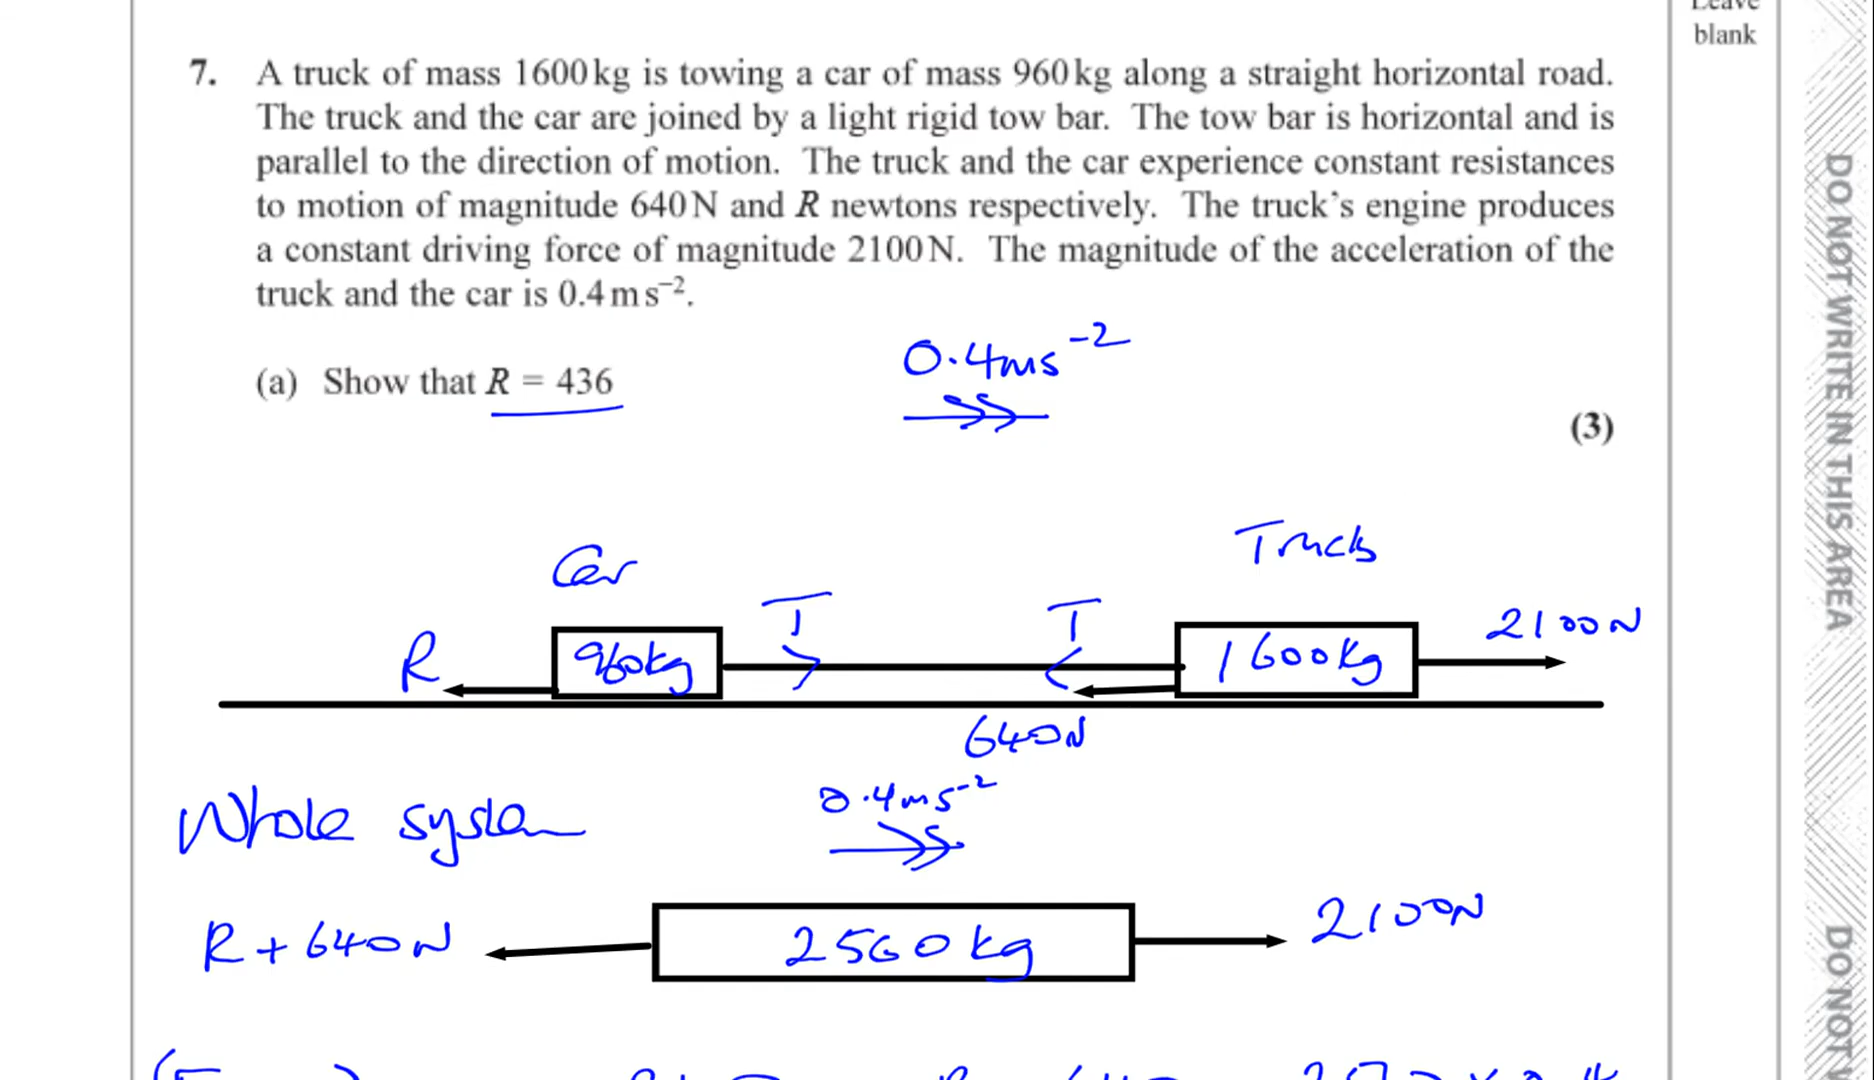 Leave
blank
7. A truck of mass 1600 kg is towing a car of mass 960 kg along a straight horizontal road.
The truck and the car are joined by a light rigid tow bar. The tow bar is horizontal and is
parallel to the direction of motion. The truck and the car experience constant resistances
to motion of magnitude 640 N and R newtons respectively. The truck's engine produces
a constant driving force of magnitude 2100 N. The magnitude of the acceleration of the
truck and the car is 0.4 m s⁻².
0.4ms⁻²
(a) Show that R = 436
(3)
Car
Truck
R
960kg
T
T
1600kg
2100N
640N
Whole system
0.4ms⁻²
R + 640N
2560kg
2100N
DO NOT WRITE IN THIS AREA
DO NOT